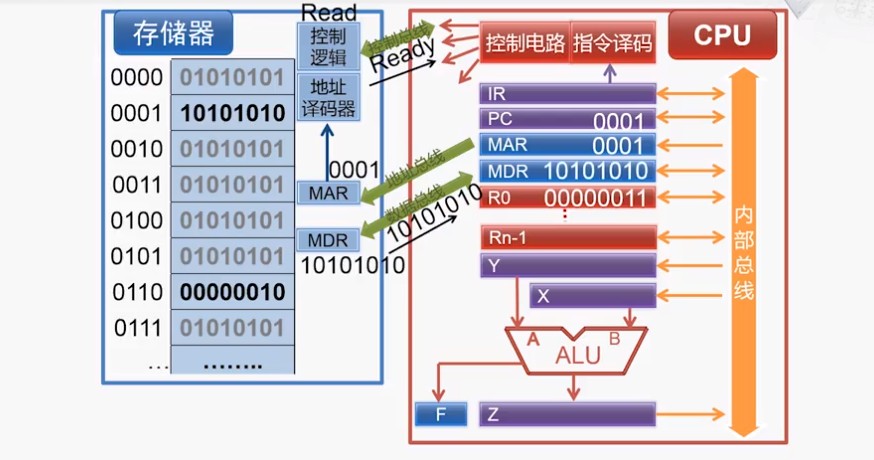 存储器
Read
控制
逻辑
地址
译码器
控制总线
Ready
控制电路
指令译码
CPU
0000 01010101
0001 10101010
0010 01010101
0011 01010101
0100 01010101
0101 01010101
0110 00000010
0111 01010101
... ........
0001
MAR
MDR
10101010
地址总线
数据总线
10101010
IR
PC 0001
MAR 0001
MDR 10101010
R0 00000011
Rn-1
Y
X
A
B
ALU
F
Z
内部总线